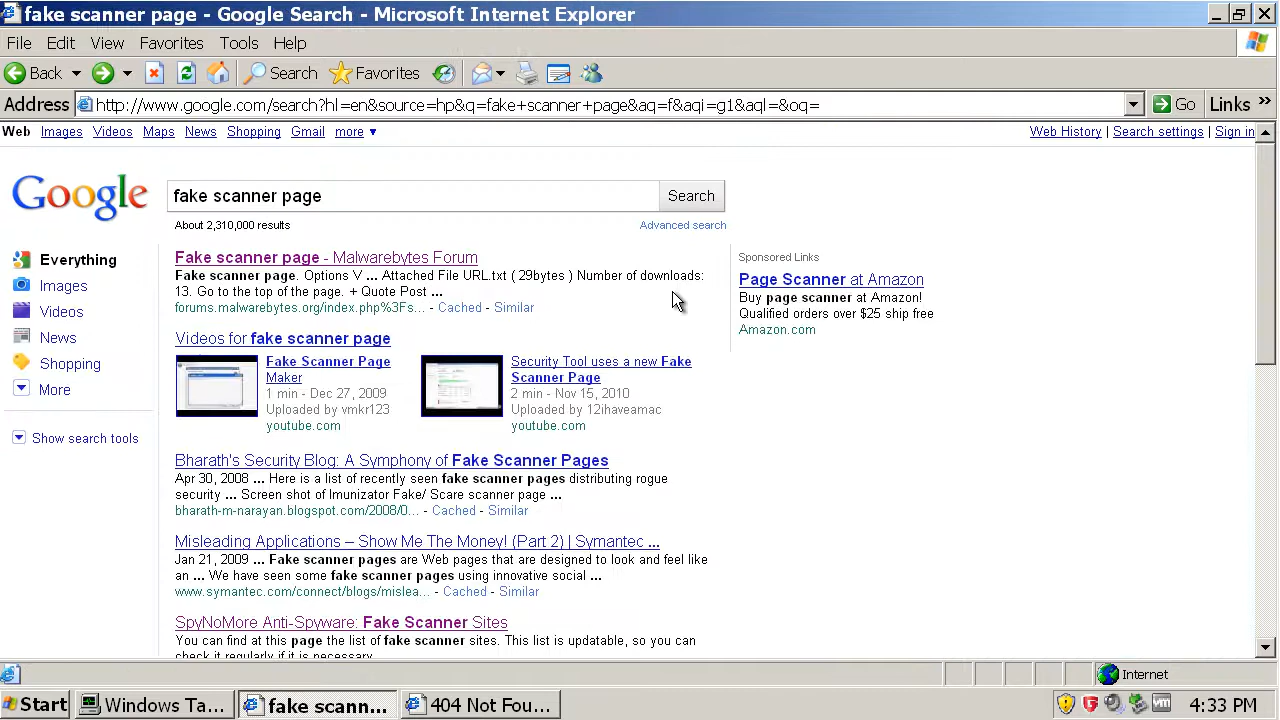 fake scanner page - Google Search - Microsoft Internet Explorer
File Edit View Favorites Tools Help
Back Search Favorites
Address http://www.google.com/search?hl=en&source=hp&q=fake+scanner+page&aq=f&aqi=g1&aql=&oq= Go Links »
Web Images Videos Maps News Shopping Gmail more ▼ Web History | Search settings | Sign in
Google fake scanner page Search
About 2,310,000 results Advanced search
Everything
Images
Videos
News
Shopping
More
Show search tools
Fake scanner page - Malwarebytes Forum
Fake scanner page. Options V ... Attached File URL.txt ( 29bytes ) Number of downloads:
13. Go to the top of the page. + Quote Post ...
forums.malwarebytes.org/index.php%3Fs... - Cached - Similar
Videos for fake scanner page
Fake Scanner Page
Maker
1 min - Dec 27, 2009
Uploaded by vmkr123
youtube.com
Security Tool uses a new Fake
Scanner Page
2 min - Nov 15, 2010
Uploaded by 12ihaveamac
youtube.com
Bharath's Security Blog: A Symphony of Fake Scanner Pages
Apr 30, 2008 ... Here is a list of recently seen fake scanner pages distributing rogue
security ... Screen shot of Imunizator Fake/ Scare scanner page ...
bharath-m-narayan.blogspot.com/2008/0... - Cached - Similar
Misleading Applications – Show Me The Money! (Part 2) | Symantec ...
Jan 21, 2009 ... Fake scanner pages are Web pages that are designed to look and feel like
an ... We have seen some fake scanner pages using innovative social ...
www.symantec.com/connect/blogs/mislea... - Cached - Similar
SpyNoMore Anti-Spyware: Fake Scanner Sites
You can find at this page the list of fake scanner sites. This list is updatable, so you can
check it regularly if it is necessary.
Sponsored Links
Page Scanner at Amazon
Buy page scanner at Amazon!
Qualified orders over $25 ship free
Amazon.com
Internet
Start Windows Ta... fake scann... 404 Not Fou... 4:33 PM